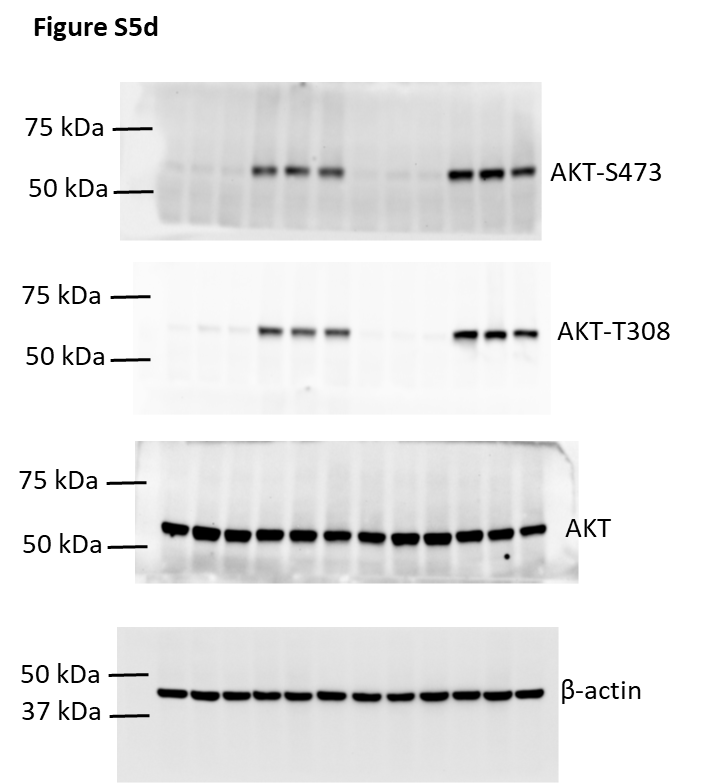 Figure S5d
75 kDa
AKT-S473
50 kDa
75 kDa
AKT-T308
50 kDa
75 kDa
AKT
50 kDa
50 kDa
β-actin
37 kDa